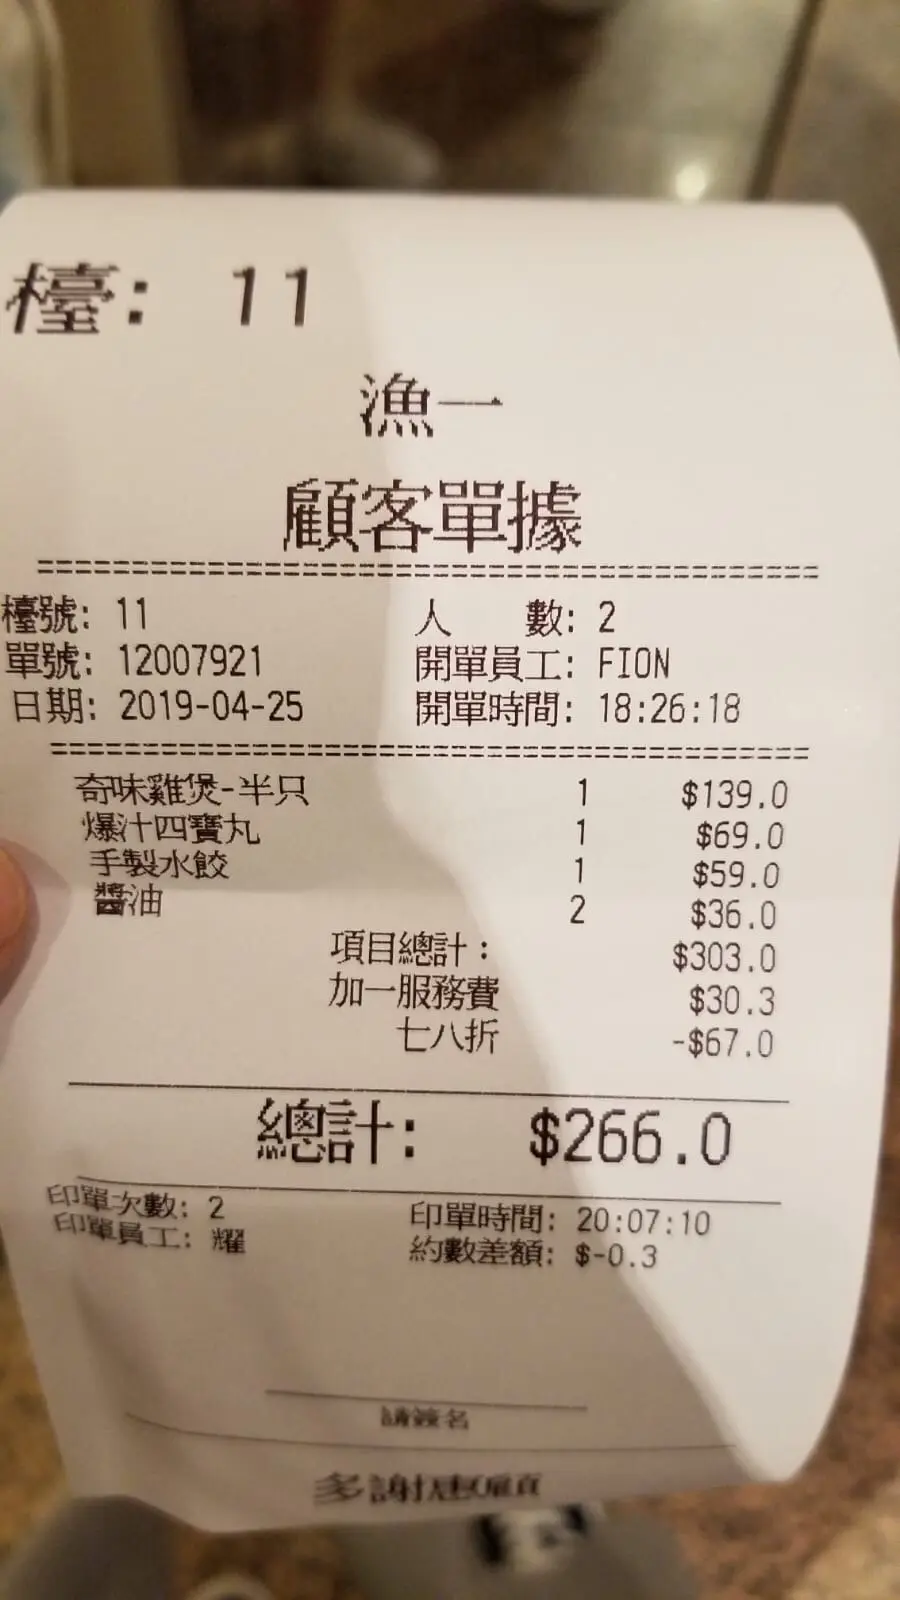 檯: 11
漁一
顧客單據
檯號: 11 人 數: 2
單號: 12007921 開單員工: FION
日期: 2019-04-25 開單時間: 18:26:18
奇味雞煲-半只 1 $139.0
爆汁四寶丸 1 $69.0
手製水餃 1 $59.0
醬油 2 $36.0
項目總計: $303.0
加一服務費 $30.3
七八折 -$67.0
總計: $266.0
印單次數: 2 印單時間: 20:07:10
印單員工: 耀 約數差額: $-0.3
請簽名
多謝惠顧